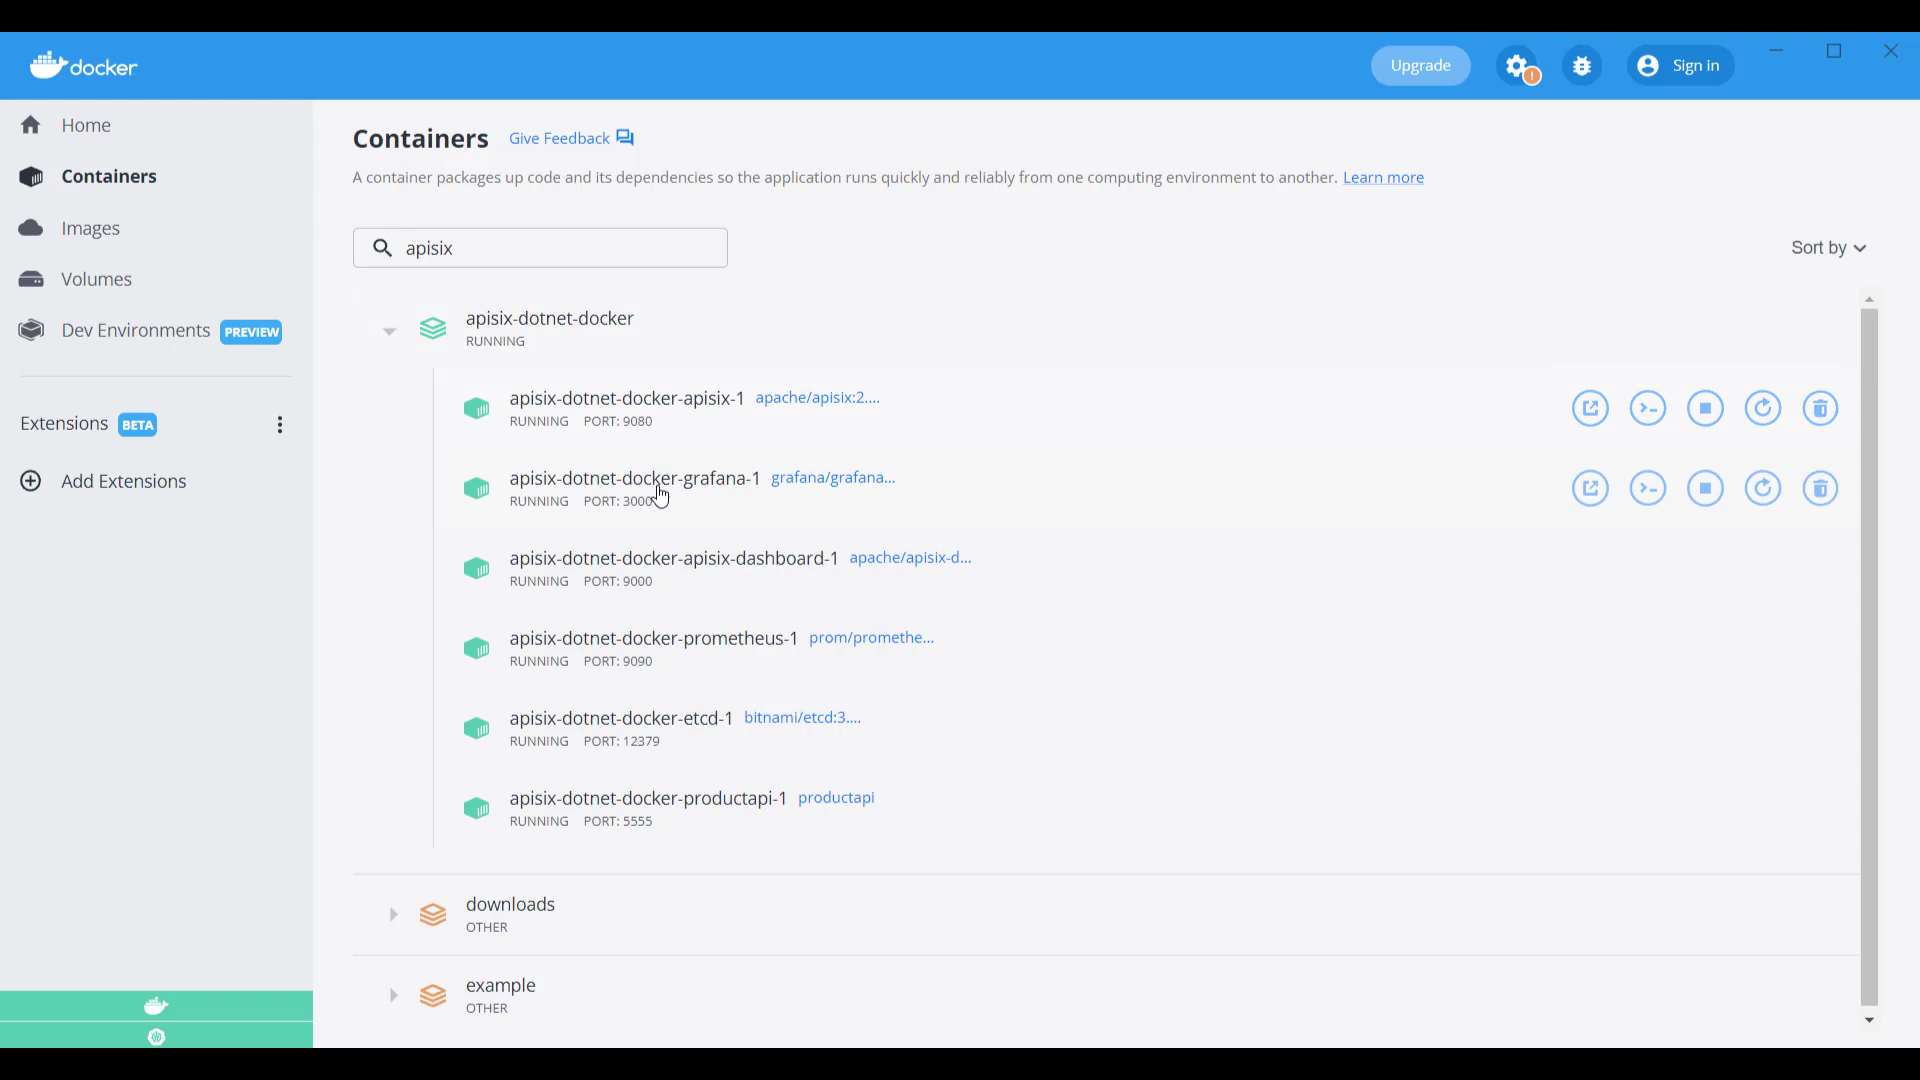 docker
Upgrade
!
Sign in
Home
Containers
Images
Volumes
Dev Environments PREVIEW
Extensions BETA
Add Extensions
Containers Give Feedback
A container packages up code and its dependencies so the application runs quickly and reliably from one computing environment to another. Learn more
apisix
Sort by
apisix-dotnet-docker
RUNNING
apisix-dotnet-docker-apisix-1 apache/apisix:2....
RUNNING PORT: 9080
apisix-dotnet-docker-grafana-1 grafana/grafana...
RUNNING PORT: 3000
apisix-dotnet-docker-apisix-dashboard-1 apache/apisix-d...
RUNNING PORT: 9000
apisix-dotnet-docker-prometheus-1 prom/promethe...
RUNNING PORT: 9090
apisix-dotnet-docker-etcd-1 bitnami/etcd:3....
RUNNING PORT: 12379
apisix-dotnet-docker-productapi-1 productapi
RUNNING PORT: 5555
downloads
OTHER
example
OTHER